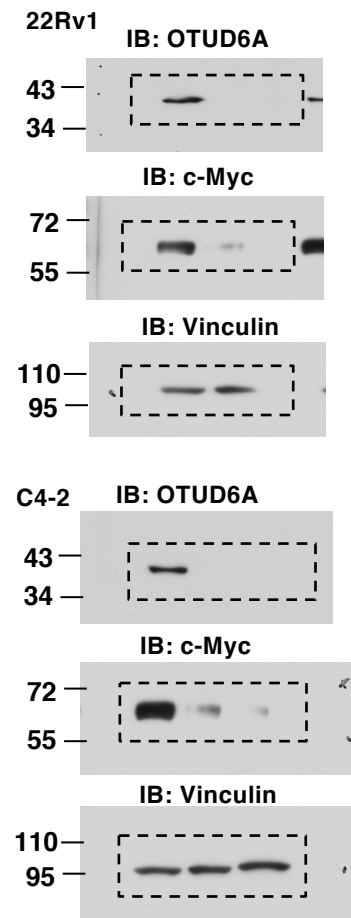 22Rv1
IB: OTUD6A
43
34
IB: c-Myc
72
55
IB: Vinculin
110
95
C4-2
IB: OTUD6A
43
34
IB: c-Myc
72
55
IB: Vinculin
110
95